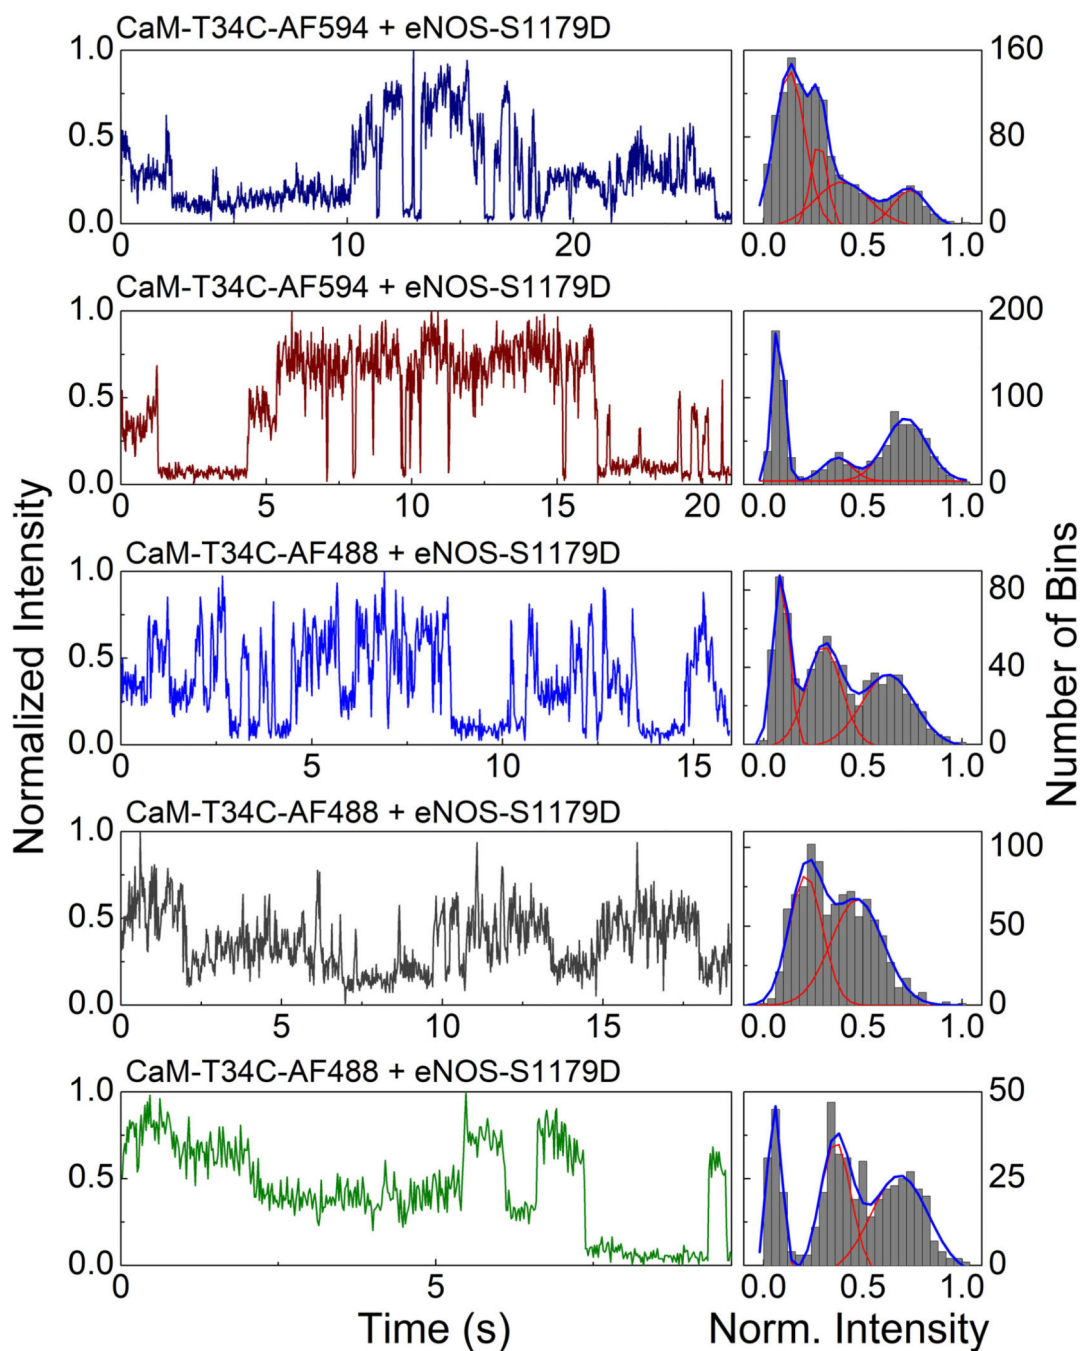 CaM-T34C-AF594 + eNOS-S1179D
1.0
0.5
0.0
0 10 20
160
80
0
0.0 0.5 1.0
CaM-T34C-AF594 + eNOS-S1179D
1.0
0.5
0.0
0 5 10 15 20
200
100
0
0.0 0.5 1.0
CaM-T34C-AF488 + eNOS-S1179D
1.0
0.5
0.0
0 5 10 15
80
40
0
0.0 0.5 1.0
CaM-T34C-AF488 + eNOS-S1179D
1.0
0.5
0.0
0 5 10 15
100
50
0
0.0 0.5 1.0
CaM-T34C-AF488 + eNOS-S1179D
1.0
0.5
0.0
0 5
50
25
0
0.0 0.5 1.0
Normalized Intensity
Number of Bins
Time (s)
Norm. Intensity